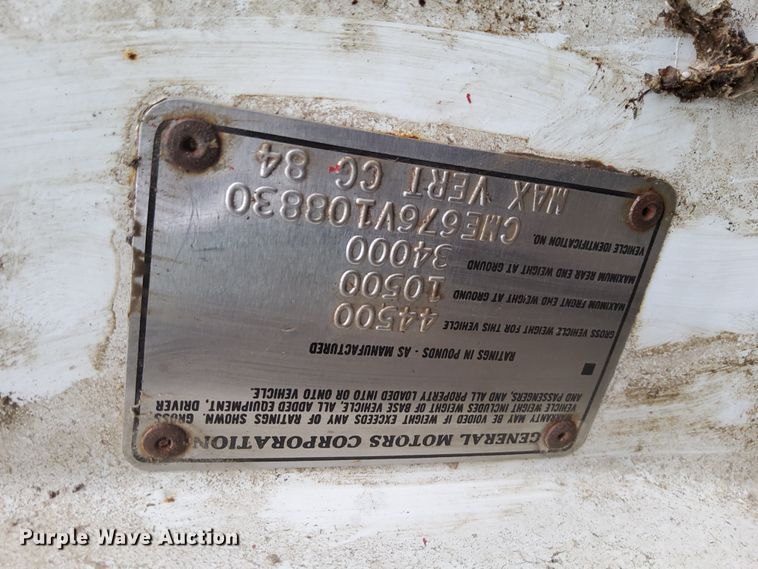 GENERAL MOTORS CORPORATION
WARRANTY MAY BE VOIDED IF WEIGHT EXCEEDS ANY OF RATINGS SHOWN. GROSS
VEHICLE WEIGHT INCLUDES WEIGHT OF BASE VEHICLE, ALL ADDED EQUIPMENT, DRIVER
AND PASSENGERS, AND ALL PROPERTY LOADED INTO OR ONTO VEHICLE.
RATINGS IN POUNDS - AS MANUFACTURED
GROSS VEHICLE WEIGHT FOR THIS VEHICLE 44500
MAXIMUM FRONT END WEIGHT AT GROUND 10500
MAXIMUM REAR END WEIGHT AT GROUND 34000
VEHICLE IDENTIFICATION NO. CME676V108830
MAX VERT CG 84
Purple Wave Auction